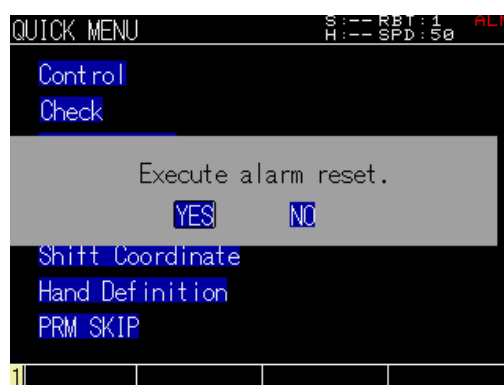 QUICK MENU
S:-- RBT:1 AL
H:-- SPD:50
Control
Check
Execute alarm reset.
YES NO
Shift Coordinate
Hand Definition
PRM SKIP
1